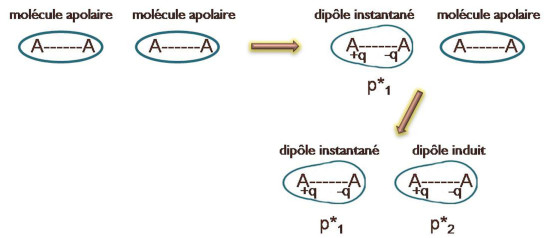 molécule apolaire molécule apolaire dipôle instantané molécule apolaire
A------A A------A A------A A------A
+q -q
p*1
dipôle instantané dipôle induit
A------A A------A
+q -q +q -q
p*1 p*2